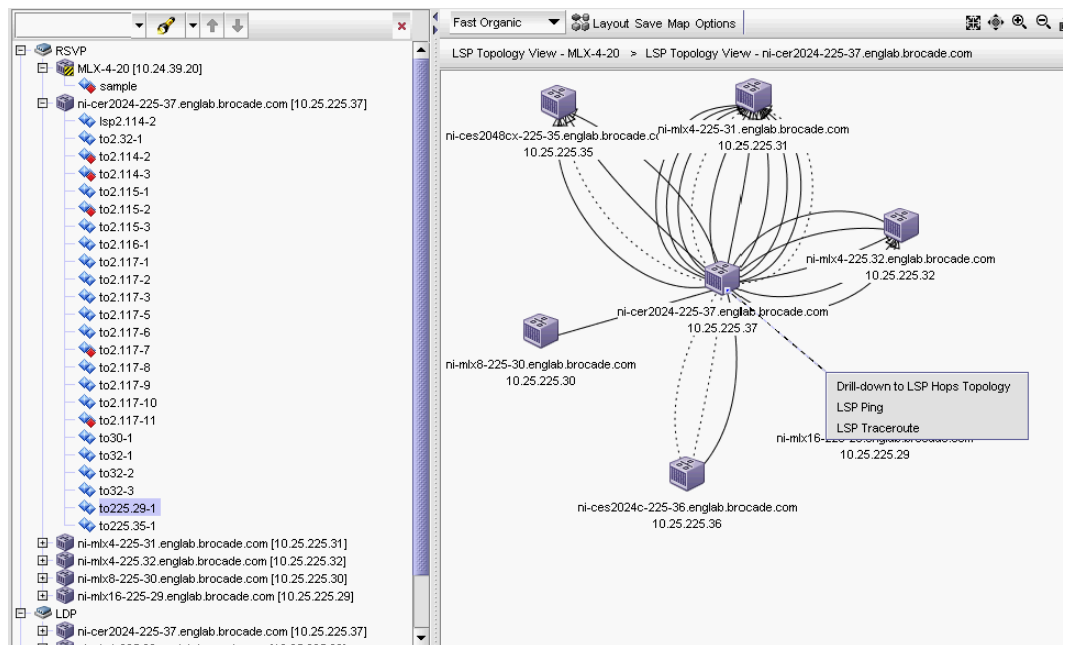 Fast Organic
Layout Save Map Options
LSP Topology View - MLX-4-20 > LSP Topology View - ni-cer2024-225-37.englab.brocade.com
RSVP
MLX-4-20 [10.24.39.20]
sample
ni-cer2024-225-37.englab.brocade.com [10.25.225.37]
lsp2.114-2
to2.32-1
to2.114-2
to2.114-3
to2.115-1
to2.115-2
to2.115-3
to2.116-1
to2.117-1
to2.117-2
to2.117-3
to2.117-5
to2.117-6
to2.117-7
to2.117-8
to2.117-9
to2.117-10
to2.117-11
to30-1
to32-1
to32-2
to32-3
to225.29-1
to225.35-1
ni-mlx4-225-31.englab.brocade.com [10.25.225.31]
ni-mlx4-225.32.englab.brocade.com [10.25.225.32]
ni-mlx8-225-30.englab.brocade.com [10.25.225.30]
ni-mlx16-225-29.englab.brocade.com [10.25.225.29]
LDP
ni-cer2024-225-37.englab.brocade.com [10.25.225.37]
ni-ces2048cx-225-35.englab.brocade.co
10.25.225.35
ni-mlx4-225-31.englab.brocade.com
10.25.225.31
ni-mlx4-225.32.englab.brocade.com
10.25.225.32
ni-cer2024-225-37.englab.brocade.com
10.25.225.37
ni-mlx8-225-30.englab.brocade.com
10.25.225.30
Drill-down to LSP Hops Topology
LSP Ping
LSP Traceroute
ni-mlx16-
10.25.225.29
ni-ces2024c-225-36.englab.brocade.com
10.25.225.36